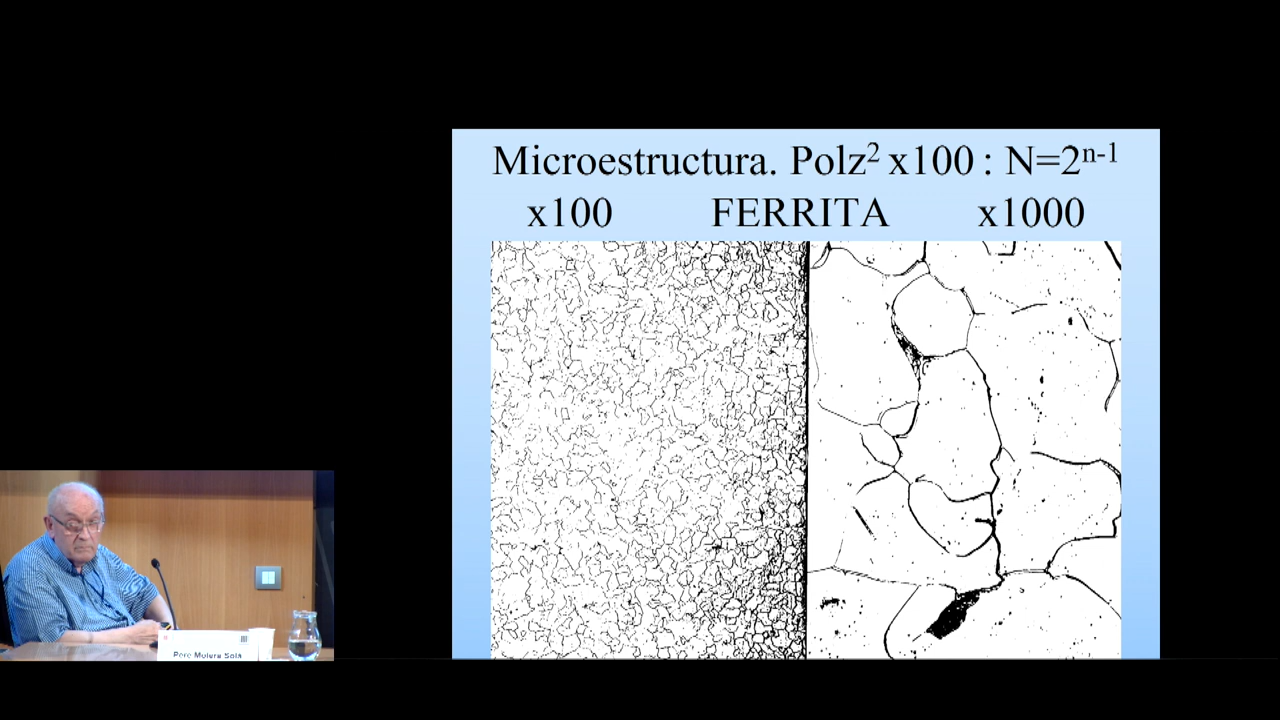 Microestructura. Polz² x100 : N=2ⁿ⁻¹
x100 FERRITA x1000
Pere Molera Solà